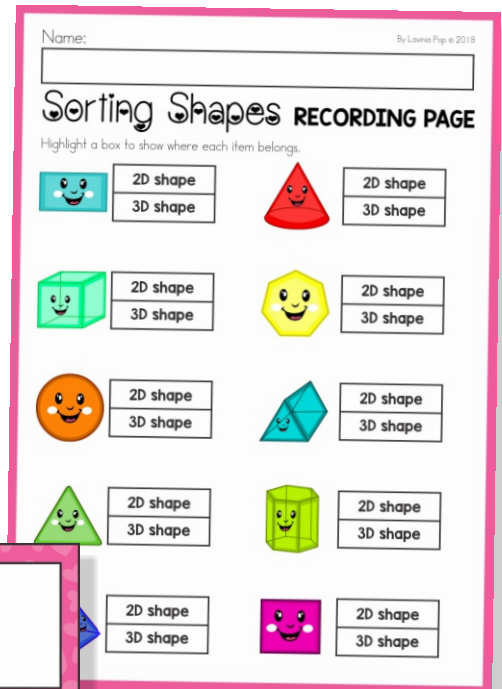 Name:
By Lavinia Pop © 2018
Sorting Shapes RECORDING PAGE
Highlight a box to show where each item belongs.
2D shape
3D shape
2D shape
3D shape
2D shape
3D shape
2D shape
3D shape
2D shape
3D shape
2D shape
3D shape
2D shape
3D shape
2D shape
3D shape
2D shape
3D shape
2D shape
3D shape